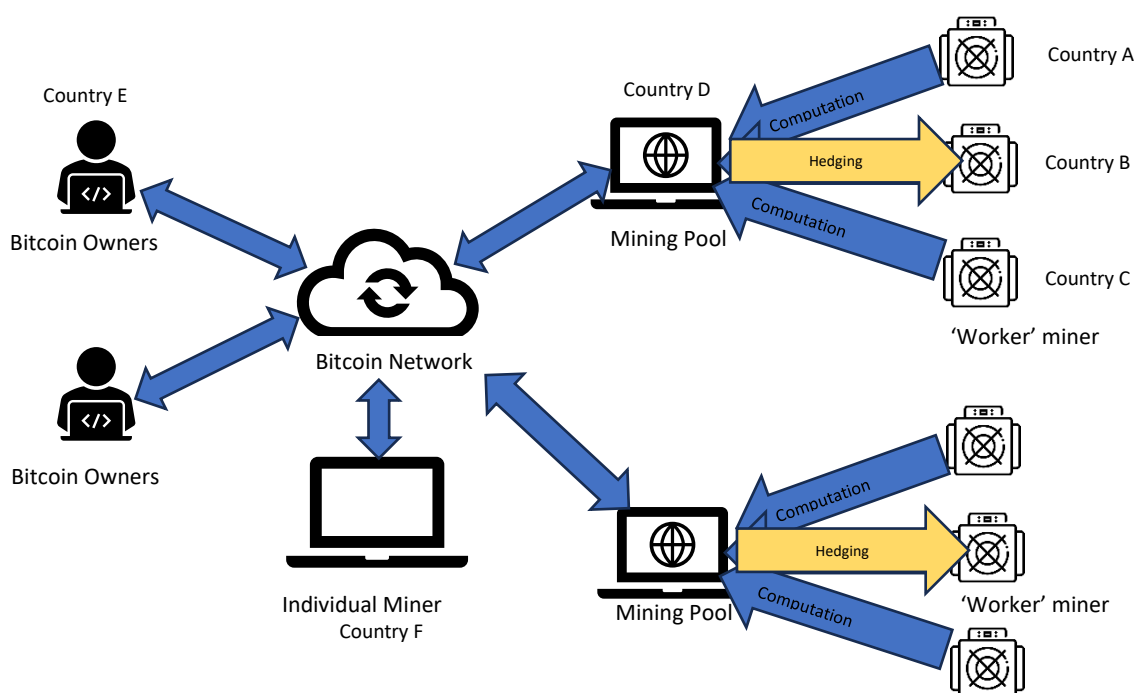 Country A
Country E
Country D
Computation
</>
Hedging
Country B
Bitcoin Owners
Mining Pool
Computation
Country C
'Worker' miner
Bitcoin Network
</>
Bitcoin Owners
Computation
Hedging
Individual Miner
Country F
Mining Pool
Computation
'Worker' miner